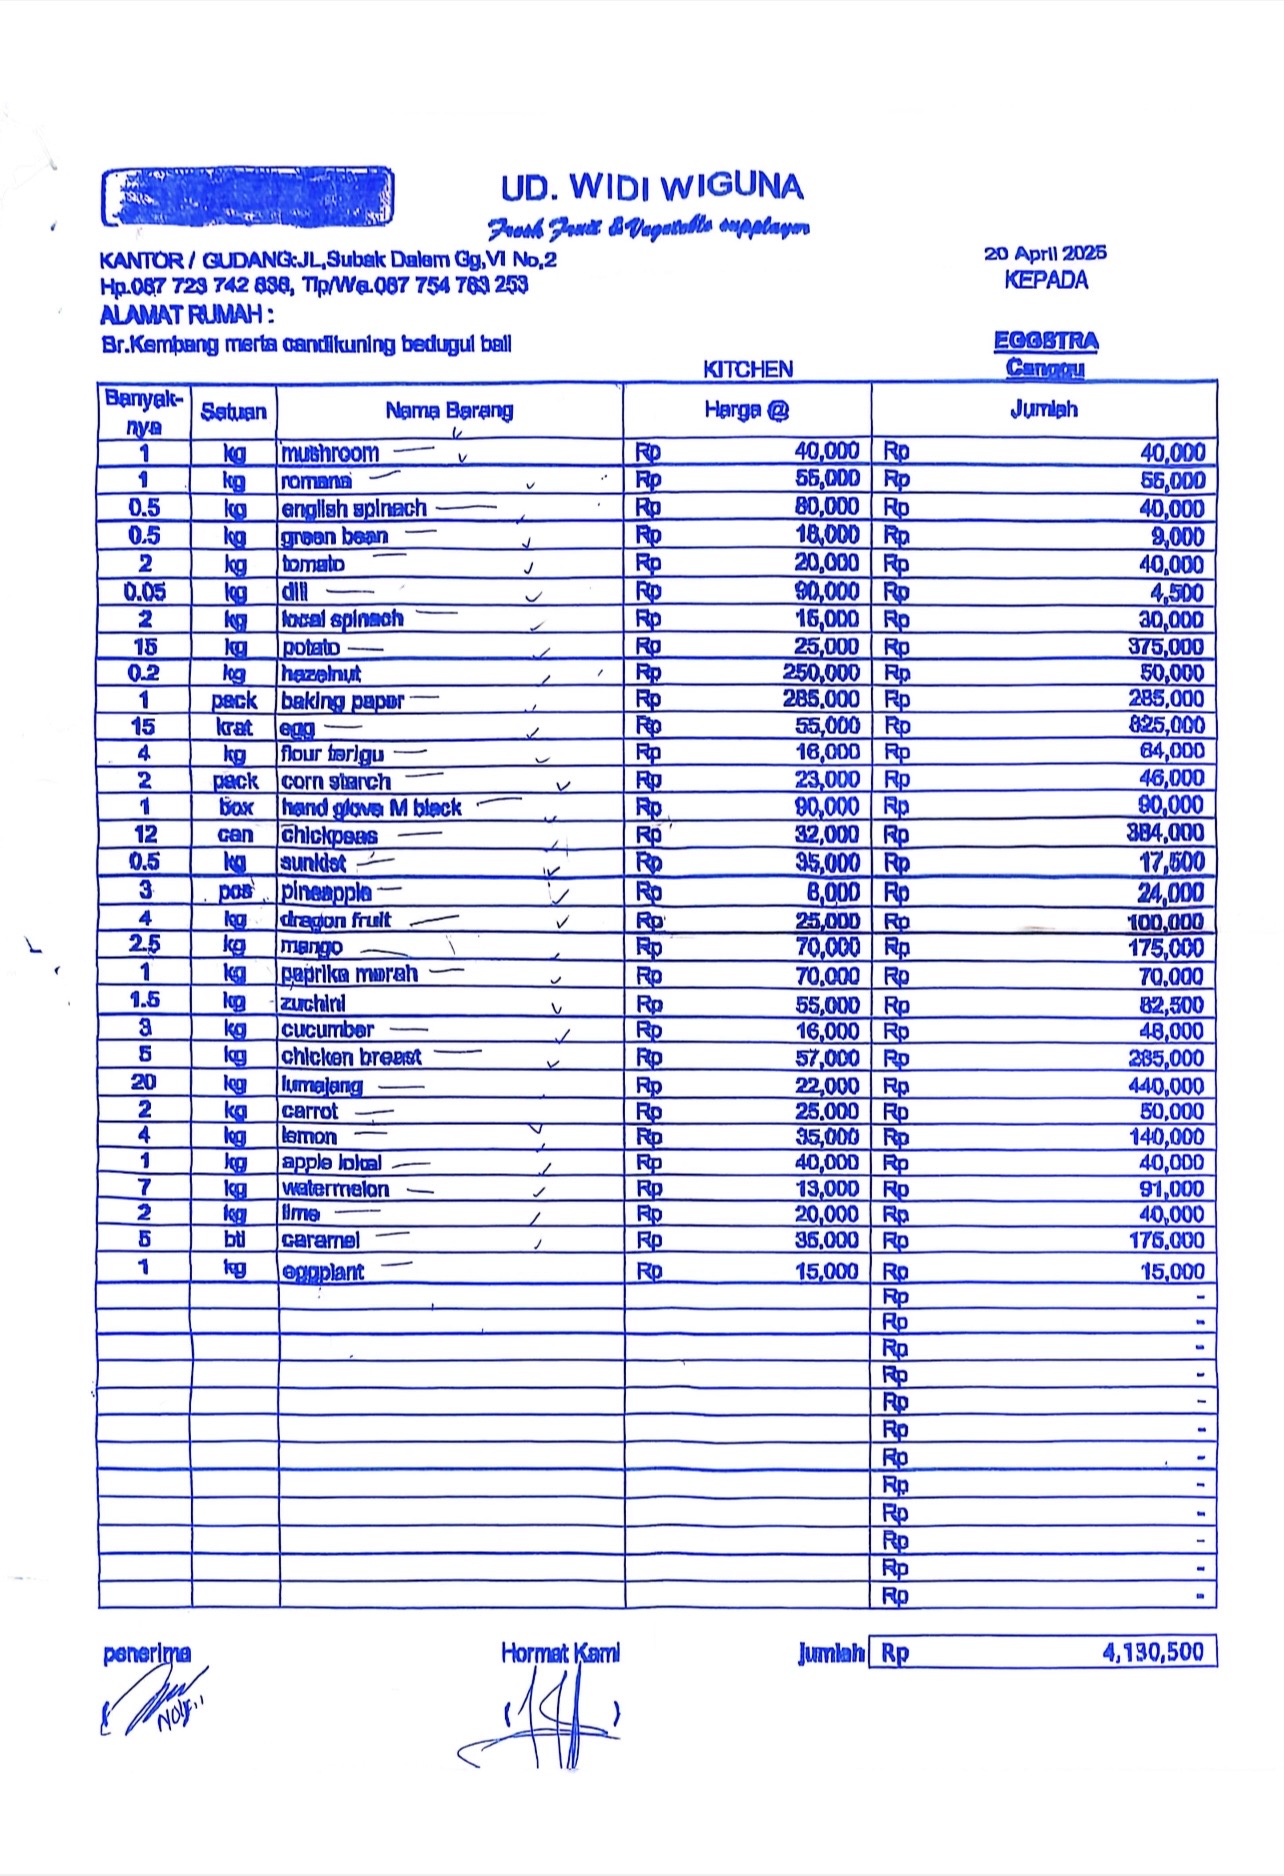 UD. WIDI WIGUNA
Fresh Fruit & Vegetable supplayer
KANTOR / GUDANG:JL,Subak Dalam Gg,VI No,2
20 April 2025
Hp.087 723 742 838, Tlp/Wa.087 754 763 253
KEPADA
ALAMAT RUMAH :
Br.Kembang merta candikuning bedugul bali
EGGSTRA
KITCHEN
Canggu
Banyak-nya Satuan Nama Barang Harga @ Jumlah
1 kg mushroom Rp 40,000 Rp 40,000
1 kg romana Rp 55,000 Rp 55,000
0.5 kg english spinach Rp 80,000 Rp 40,000
0.5 kg green bean Rp 18,000 Rp 9,000
2 kg tomato Rp 20,000 Rp 40,000
0.05 kg dill Rp 90,000 Rp 4,500
2 kg local spinach Rp 15,000 Rp 30,000
15 kg potato Rp 25,000 Rp 375,000
0.2 kg hazelnut Rp 250,000 Rp 50,000
1 pack baking paper Rp 285,000 Rp 285,000
15 krat egg Rp 55,000 Rp 825,000
4 kg flour terigu Rp 16,000 Rp 64,000
2 pack corn starch Rp 23,000 Rp 46,000
1 box hand glove M black Rp 90,000 Rp 90,000
12 can chickpeas Rp 32,000 Rp 384,000
0.5 kg sunkist Rp 35,000 Rp 17,500
3 pcs pineapple Rp 8,000 Rp 24,000
4 kg dragon fruit Rp 25,000 Rp 100,000
2.5 kg mango Rp 70,000 Rp 175,000
1 kg paprika merah Rp 70,000 Rp 70,000
1.5 kg zuchini Rp 55,000 Rp 82,500
3 kg cucumber Rp 16,000 Rp 48,000
5 kg chicken breast Rp 57,000 Rp 285,000
20 kg lumajang Rp 22,000 Rp 440,000
2 kg carrot Rp 25.000 Rp 50,000
4 kg lemon Rp 35,000 Rp 140,000
1 kg apple lokal Rp 40,000 Rp 40,000
7 kg watermelon Rp 13,000 Rp 91,000
2 kg lime Rp 20,000 Rp 40,000
5 btl caramel Rp 35,000 Rp 175.000
1 kg eggplant Rp 15,000 Rp 15,000
Rp -
Rp -
Rp -
Rp -
Rp -
Rp -
Rp -
Rp -
Rp -
Rp -
Rp -
Rp -
penerima Hormat Kami Jumlah Rp 4,130,500